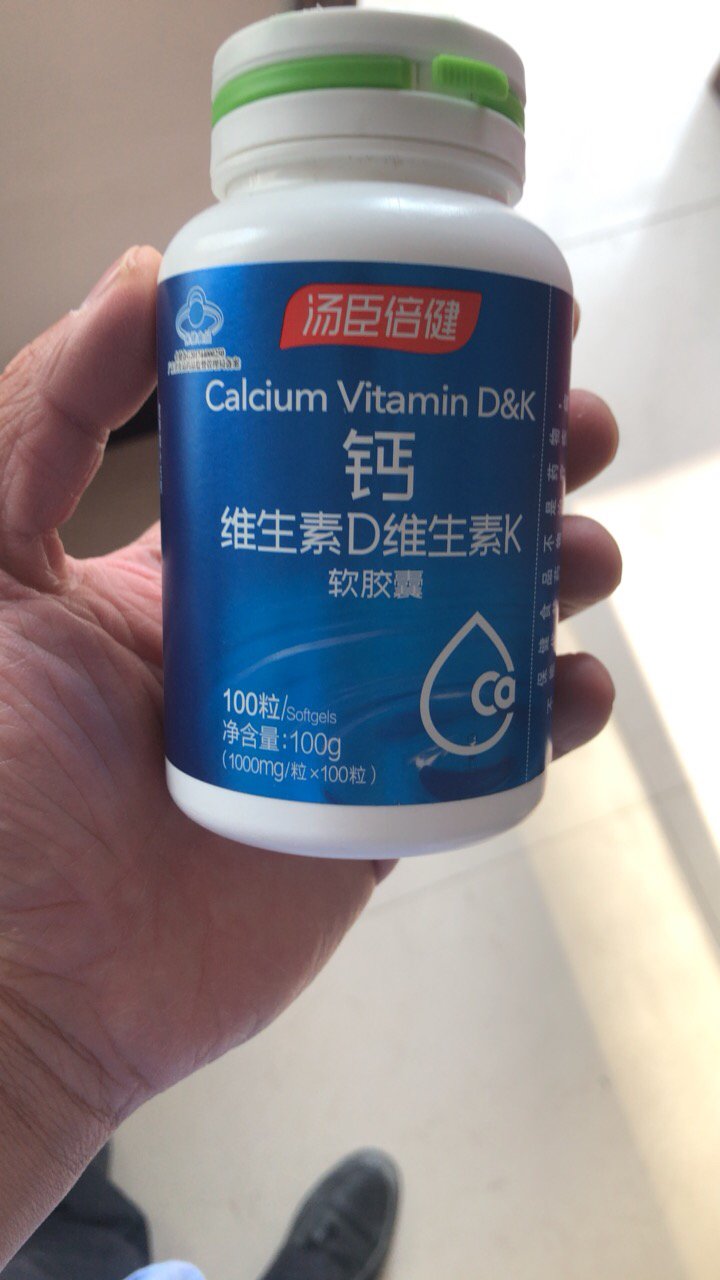 汤臣倍健
Calcium Vitamin D&K
钙
维生素D维生素K
软胶囊
100粒/Softgels
净含量:100g
(1000mg/粒×100粒)
Ca